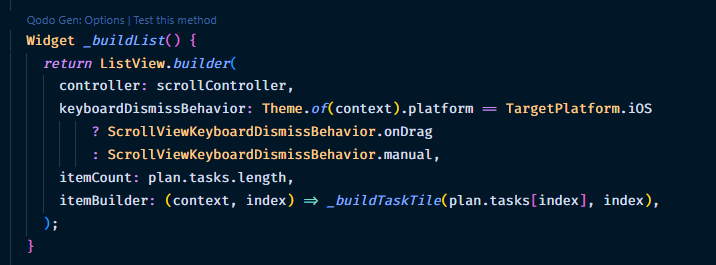 Qodo Gen: Options | Test this method
Widget _buildList() {
return ListView.builder(
controller: scrollController,
keyboardDismissBehavior: Theme.of(context).platform == TargetPlatform.iOS
? ScrollViewKeyboardDismissBehavior.onDrag
: ScrollViewKeyboardDismissBehavior.manual,
itemCount: plan.tasks.length,
itemBuilder: (context, index) => _buildTaskTile(plan.tasks[index], index),
);
}